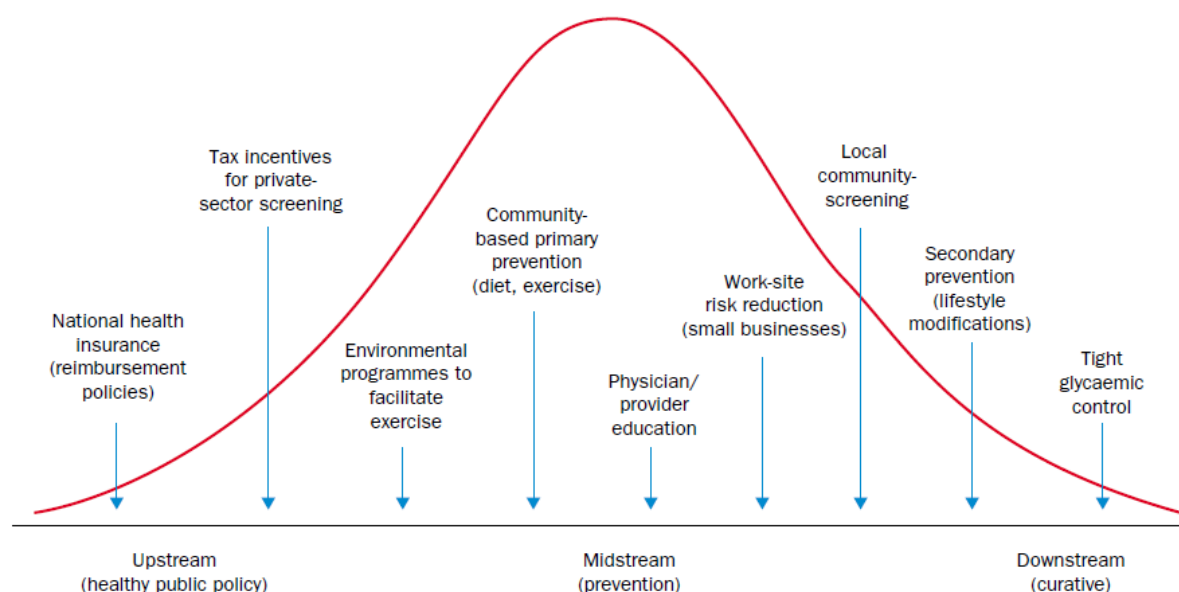 National health
insurance
(reimbursement
policies)
Tax incentives
for private-
sector screening
Environmental
programmes to
facilitate
exercise
Community-
based primary
prevention
(diet, exercise)
Physician/
provider
education
Work-site
risk reduction
(small businesses)
Local
community-
screening
Secondary
prevention
(lifestyle
modifications)
Tight
glycaemic
control
Upstream
(healthy public policy)
Midstream
(prevention)
Downstream
(curative)